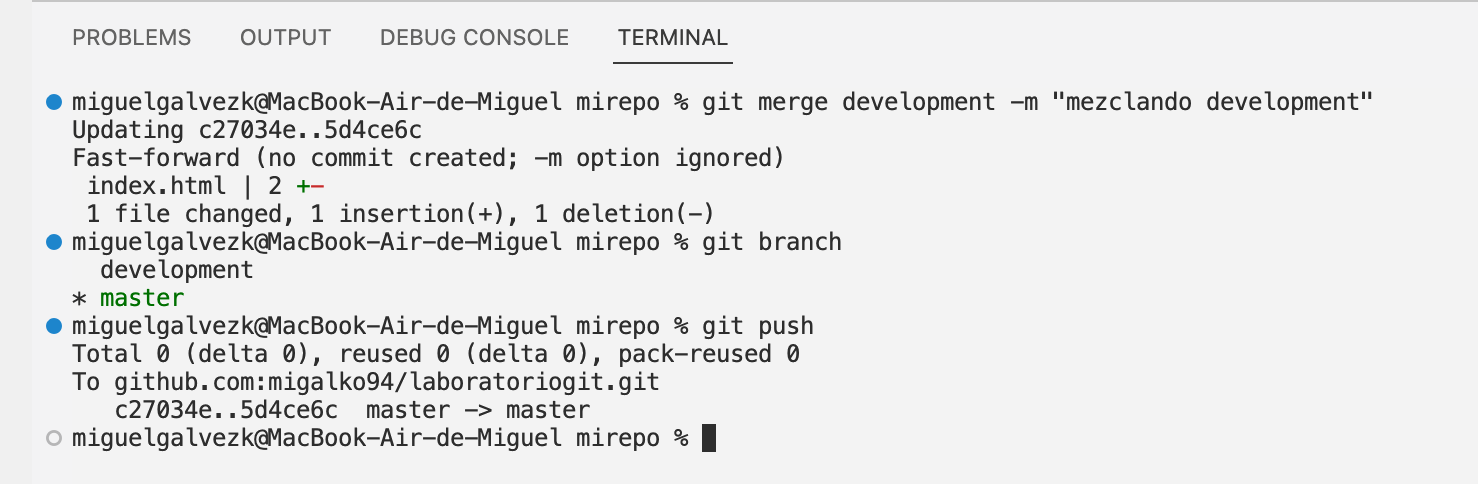 PROBLEMS OUTPUT DEBUG CONSOLE TERMINAL
miguelgalvezk@MacBook-Air-de-Miguel mirepo % git merge development -m "mezclando development"
Updating c27034e..5d4ce6c
Fast-forward (no commit created; -m option ignored)
index.html | 2 +-
1 file changed, 1 insertion(+), 1 deletion(-)
miguelgalvezk@MacBook-Air-de-Miguel mirepo % git branch
development
* master
miguelgalvezk@MacBook-Air-de-Miguel mirepo % git push
Total 0 (delta 0), reused 0 (delta 0), pack-reused 0
To github.com:migalko94/laboratoriogit.git
c27034e..5d4ce6c  master -> master
miguelgalvezk@MacBook-Air-de-Miguel mirepo %